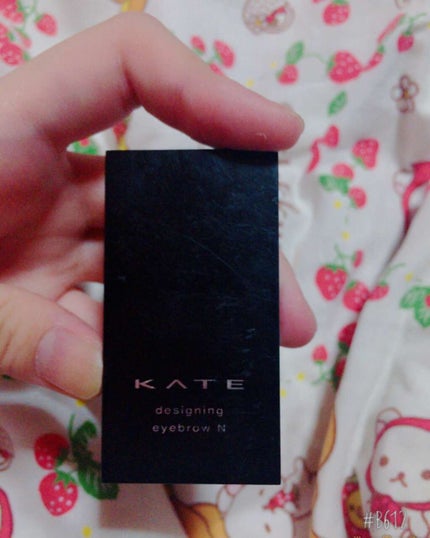 KATE
designing
eyebrow N
#B612